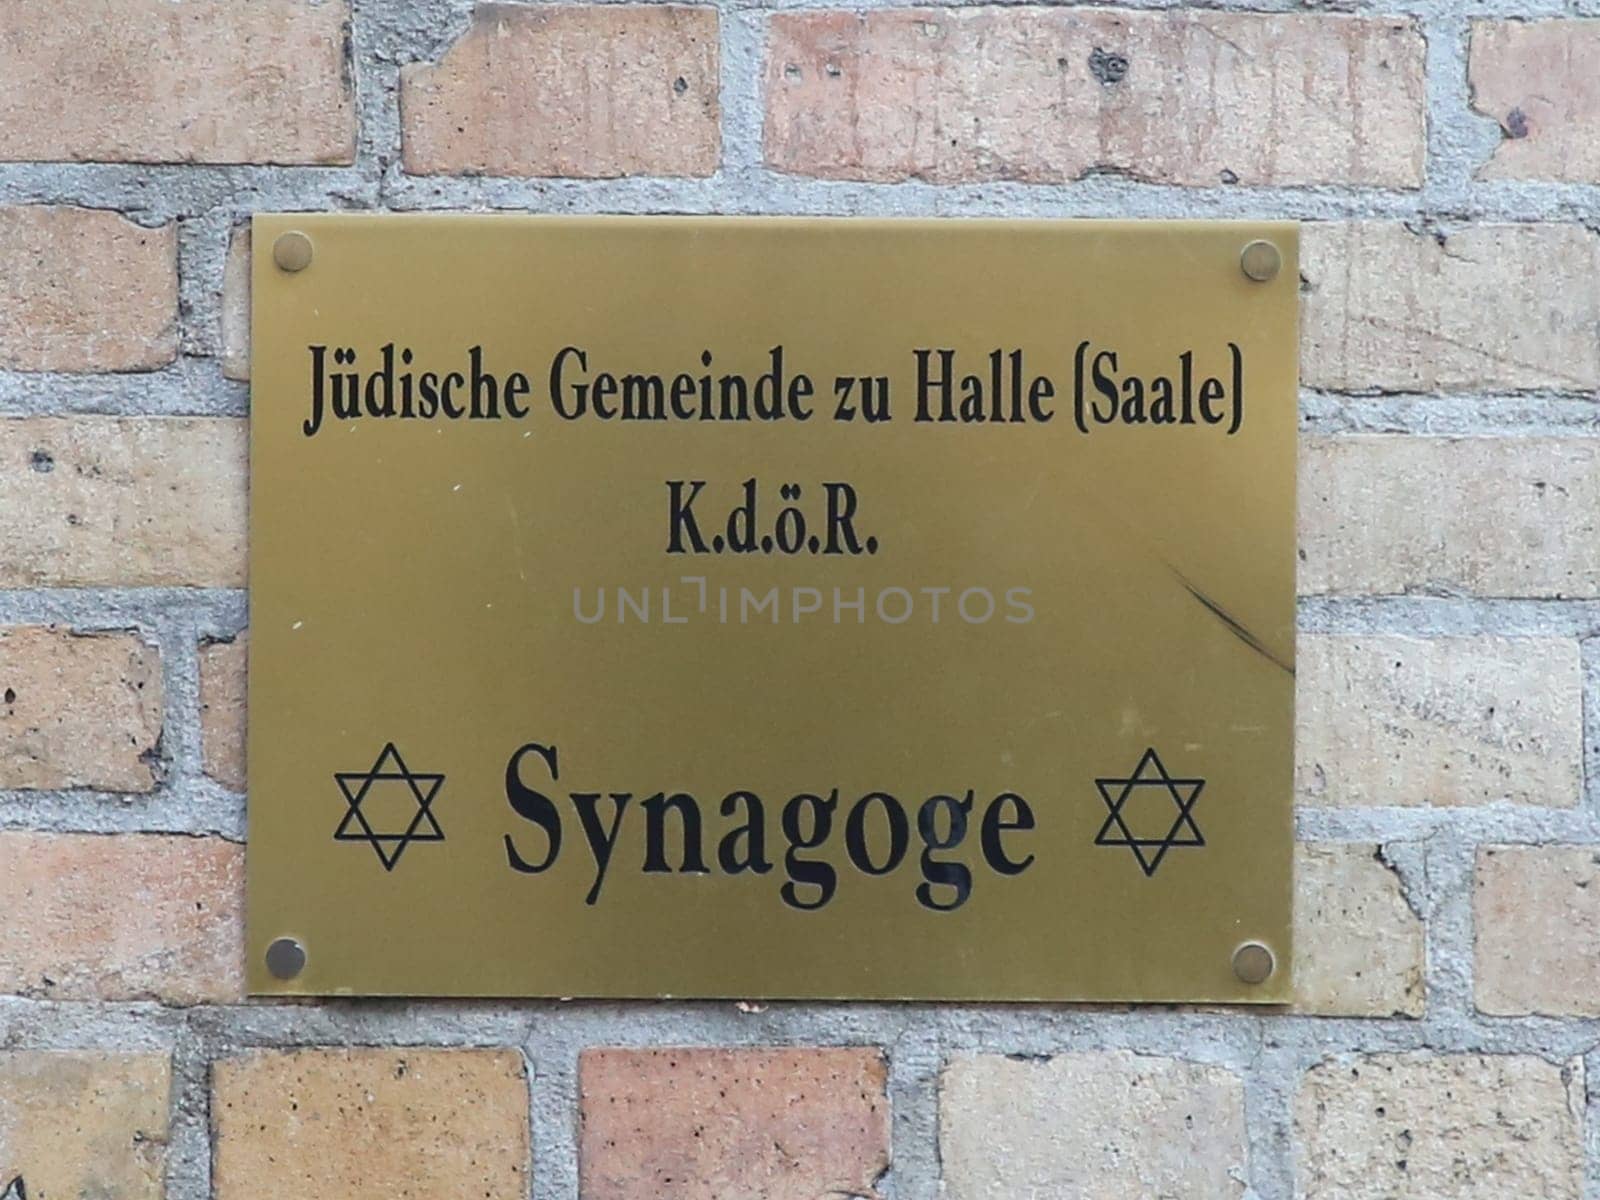 Jüdische Gemeinde zu Halle (Saale)
K.d.ö.R.
UNLIMPHOTOS
Synagoge